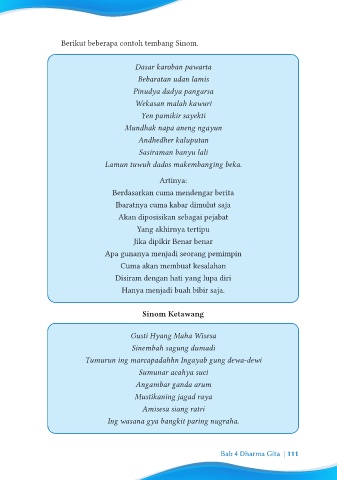 Berikut beberapa contoh tembang Sinom.
Dasar karoban pawarta
Bebaratan udan lamis
Pinudya dadya pangarsa
Wekasan malah kawuri
Yen pamikir sayekti
Mundhak napa aneng ngayun
Andhedher kaluputan
Sasiraman banyu lali
Lamun tuwuh dados makembanging beka.
Artinya:
Berdasarkan cuma mendengar berita
Ibaratnya cuma kabar dimulut saja
Akan diposisikan sebagai pejabat
Yang akhirnya tertipu
Jika dipikir Benar benar
Apa gunanya menjadi seorang pemimpin
Cuma akan membuat kesalahan
Disiram dengan hati yang lupa diri
Hanya menjadi buah bibir saja.
Sinom Ketawang
Gusti Hyang Maha Wisesa
Sinembah sagung dumadi
Tumurun ing marcapadahhn Ingayab gung dewa-dewi
Sumunar acahya suci
Angambar ganda arum
Mustikaning jagad raya
Amisesa siang ratri
Ing wasana gya bangkit paring nugraha.
Bab 4 Dharma Gita | 111